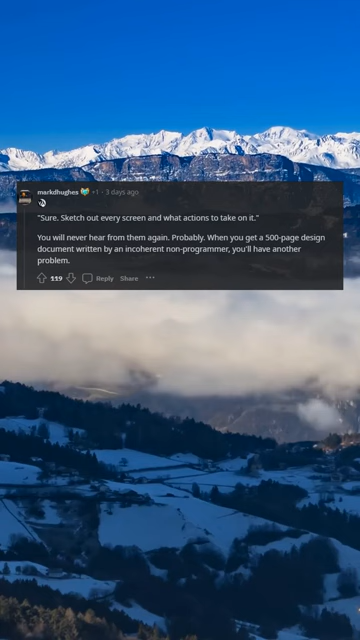 markdhughes +1 · 3 days ago
"Sure. Sketch out every screen and what actions to take on it."
You will never hear from them again. Probably. When you get a 500-page design
document written by an incoherent non-programmer, you'll have another
problem.
559 Reply Share ···